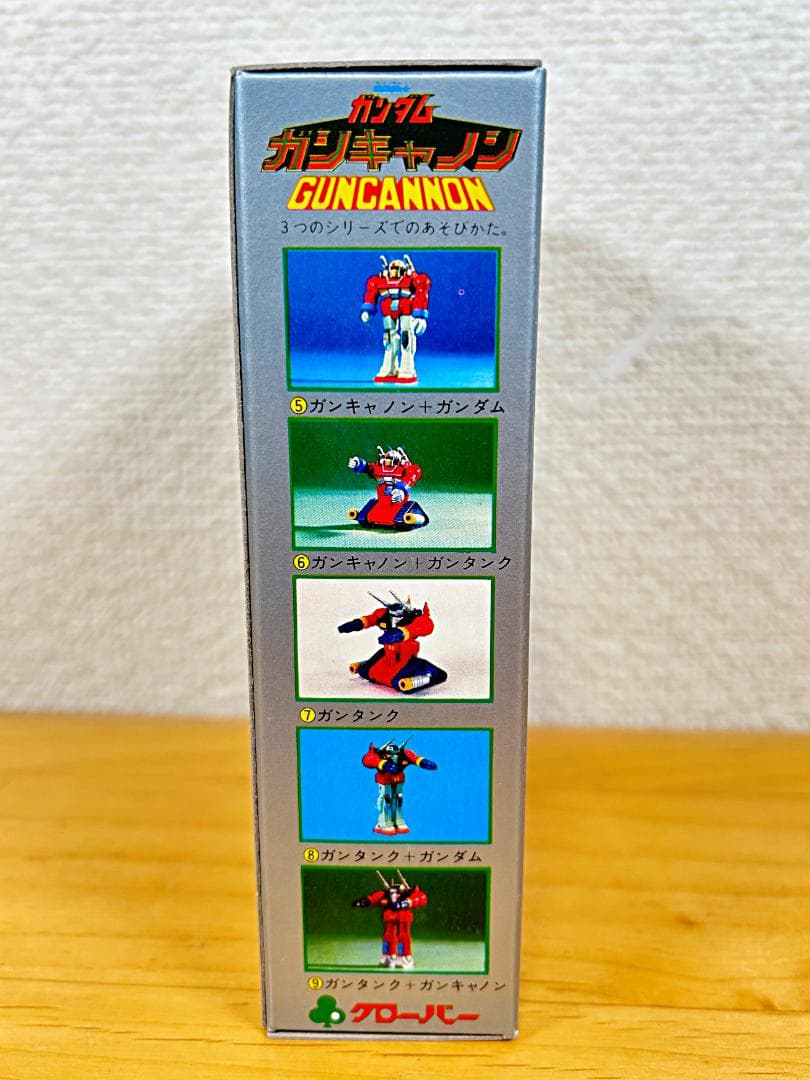 ガンダム
ガンキャノン
GUNCANNON
3つのシリーズでのあそびかた。
⑤ガンキャノン+ガンダム
⑥ガンキャノン+ガンタンク
⑦ガンタンク
⑧ガンタンク+ガンダム
⑨ガンタンク+ガンキャノン
クローバー